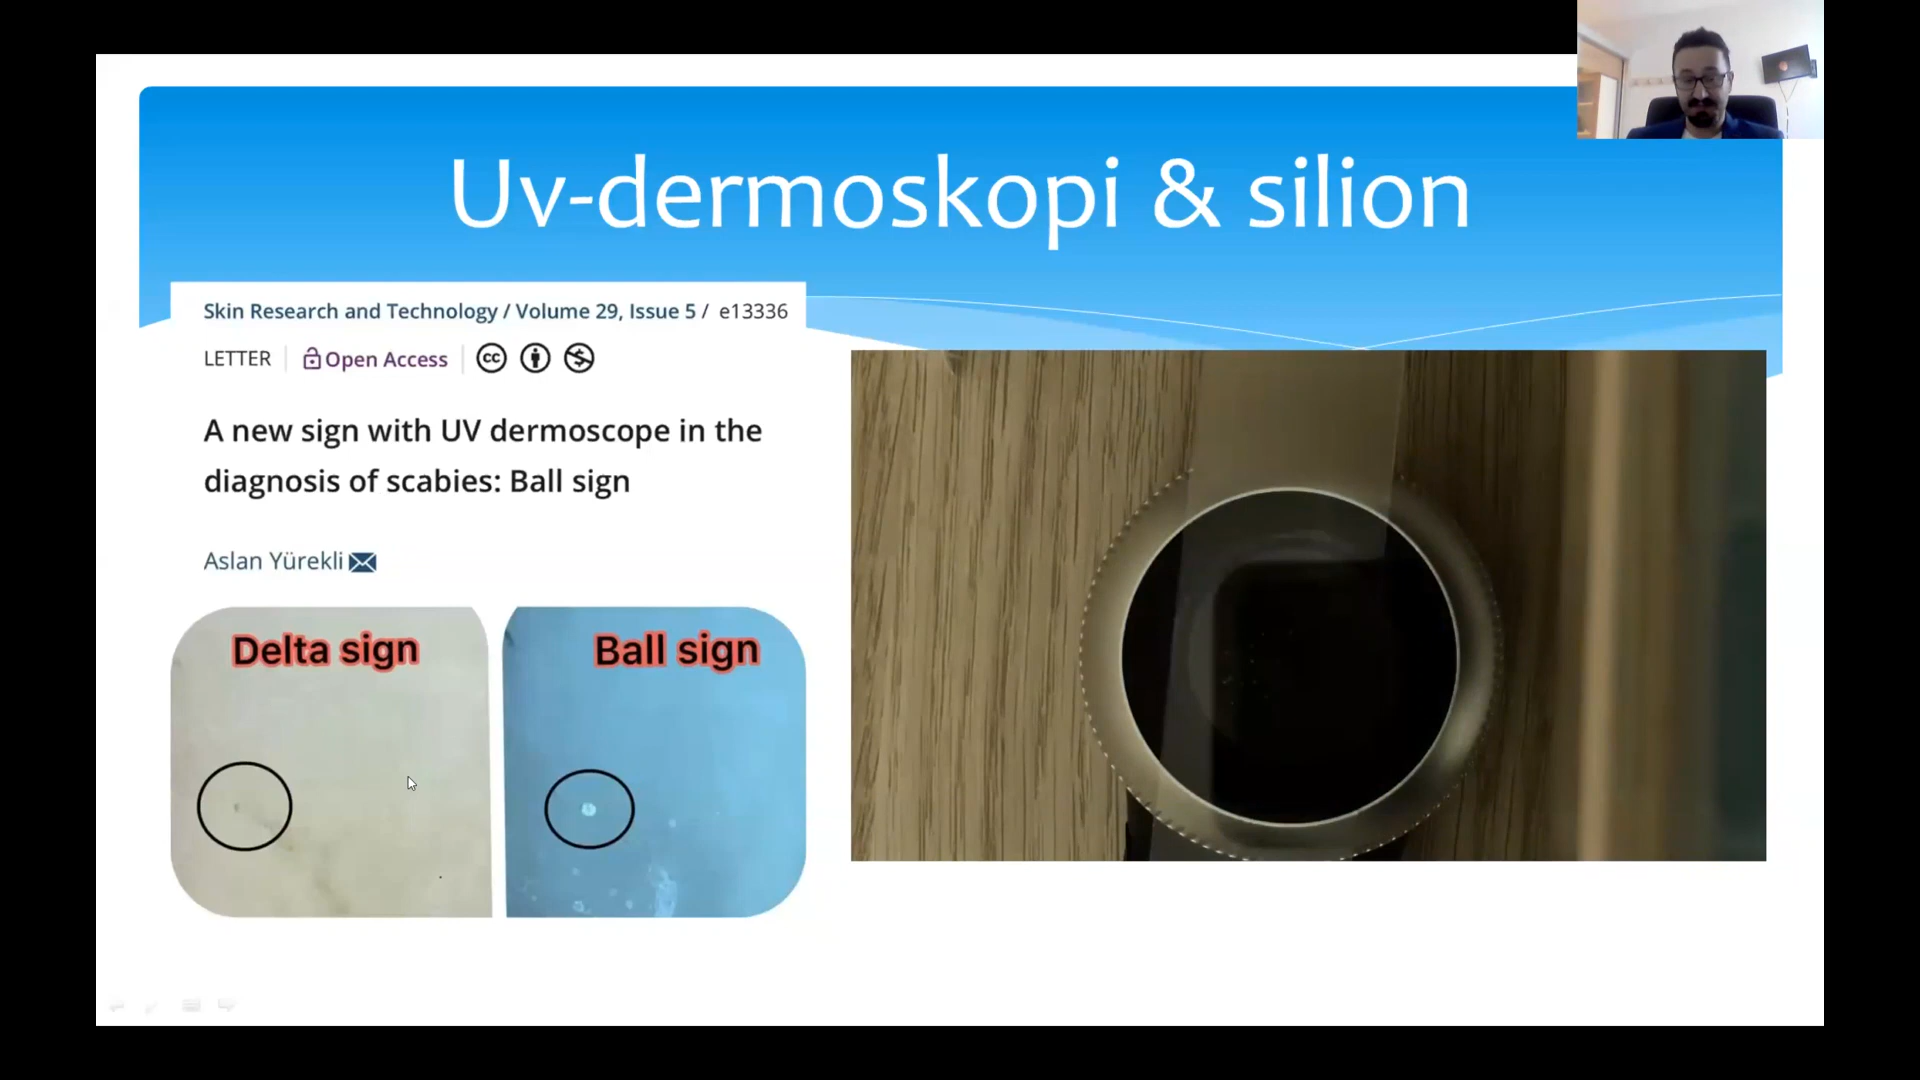 Uv-dermoskopi & silion
Skin Research and Technology / Volume 29, Issue 5 / e13336
LETTER Open Access cc
A new sign with UV dermoscope in the
diagnosis of scabies: Ball sign
Aslan Yürekli
Delta sign
Ball sign